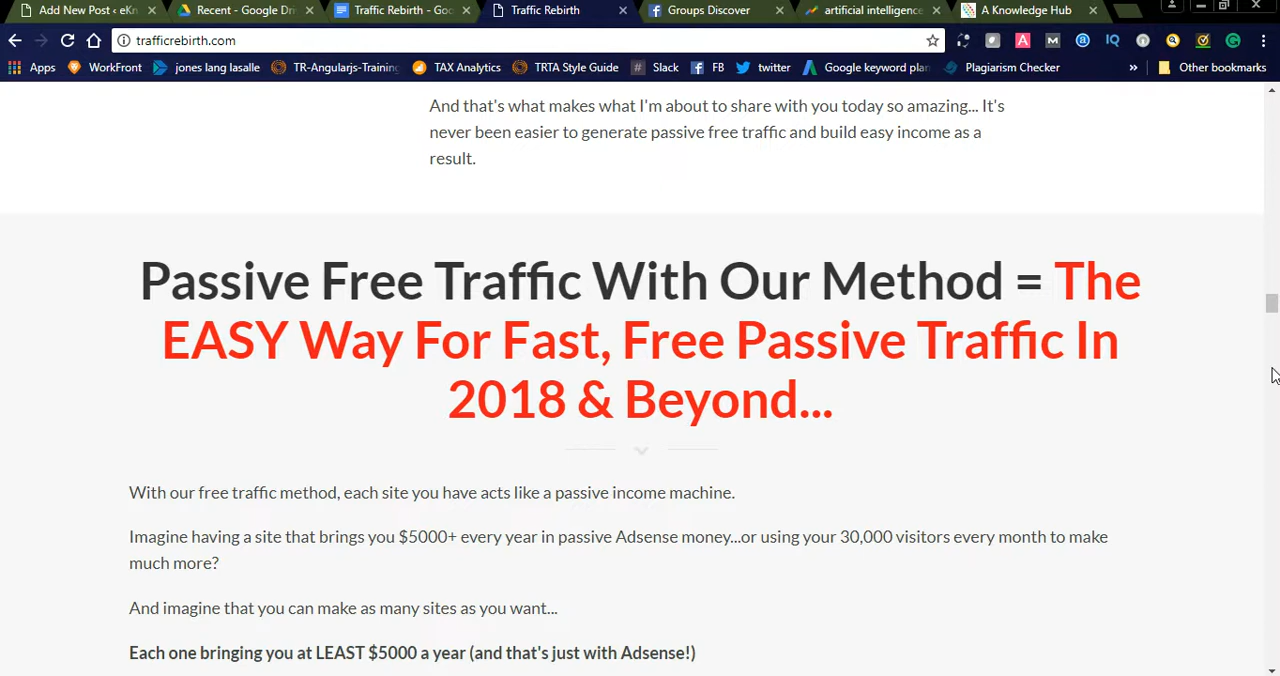 Add New Post ‹ eKn
Recent - Google Dri
Traffic Rebirth - Goo
Traffic Rebirth
Groups Discover
artificial intelligence
A Knowledge Hub
trafficrebirth.com
Apps
WorkFront
jones lang lasalle
TR-Angularjs-Training
TAX Analytics
TRTA Style Guide
Slack
FB
twitter
Google keyword plan
Plagiarism Checker
»
Other bookmarks
And that's what makes what I'm about to share with you today so amazing... It's
never been easier to generate passive free traffic and build easy income as a
result.
Passive Free Traffic With Our Method = The
EASY Way For Fast, Free Passive Traffic In
2018 & Beyond...
With our free traffic method, each site you have acts like a passive income machine.
Imagine having a site that brings you $5000+ every year in passive Adsense money...or using your 30,000 visitors every month to make
much more?
And imagine that you can make as many sites as you want...
Each one bringing you at LEAST $5000 a year (and that's just with Adsense!)